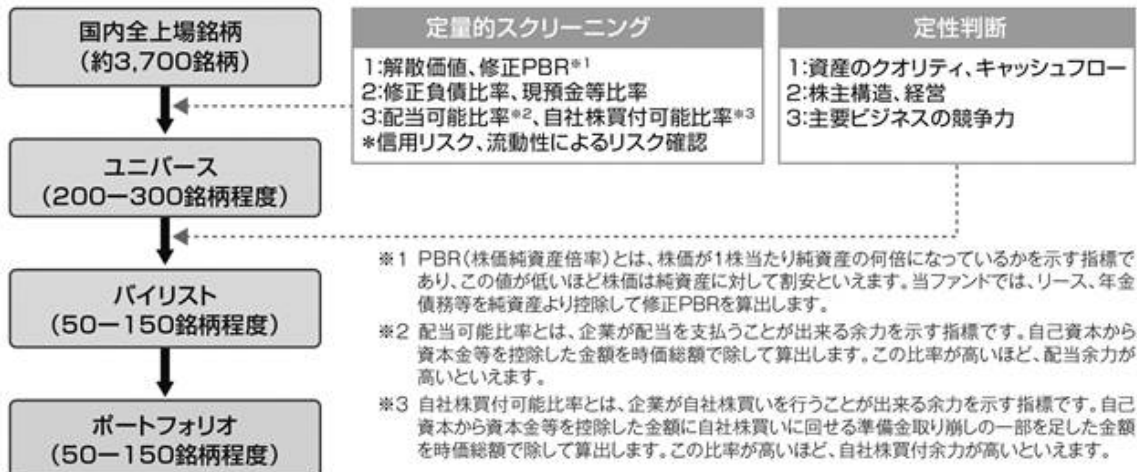 国内全上場銘柄
(約3,700銘柄)
定量的スクリーニング
1:解散価値、修正PBR※1
2:修正負債比率、現預金等比率
3:配当可能比率※2、自社株買付可能比率※3
*信用リスク、流動性によるリスク確認
定性判断
1:資産のクオリティ、キャッシュフロー
2:株主構造、経営
3:主要ビジネスの競争力
ユニバース
(200ー300銘柄程度)
バイリスト
(50ー150銘柄程度)
ポートフォリオ
(50ー150銘柄程度)
※1 PBR(株価純資産倍率)とは、株価が1株当たり純資産の何倍になっているかを示す指標で
あり、この値が低いほど株価は純資産に対して割安といえます。当ファンドでは、リース、年金
債務等を純資産より控除して修正PBRを算出します。
※2 配当可能比率とは、企業が配当を支払うことが出来る余力を示す指標です。自己資本から
資本金等を控除した金額を時価総額で除して算出します。この比率が高いほど、配当余力が
高いといえます。
※3 自社株買付可能比率とは、企業が自社株買いを行うことが出来る余力を示す指標です。自己
資本から資本金等を控除した金額に自社株買いに回せる準備金取り崩しの一部を足した金額
を時価総額で除して算出します。この比率が高いほど、自社株買付余力が高いといえます。